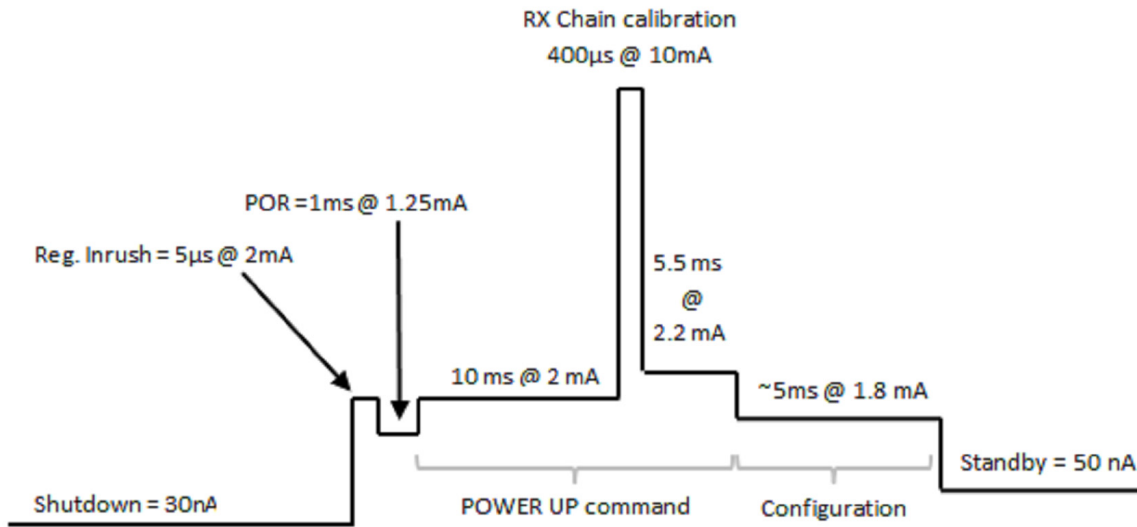 RX Chain calibration
400µs @ 10mA
POR =1ms @ 1.25mA
Reg. Inrush = 5µs @ 2mA
5.5 ms
@
2.2 mA
10 ms @ 2 mA
~5ms @ 1.8 mA
Standby = 50 nA
Shutdown = 30nA
POWER UP command
Configuration